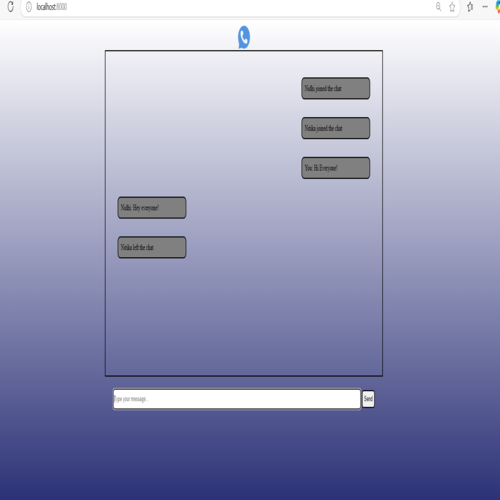 localhost:8000
Nidhi joined the chat
Nitika joined the chat
You: Hi Everyone!
Nidhi: Hey everyone!
Nitika left the chat
Type your message...
Send